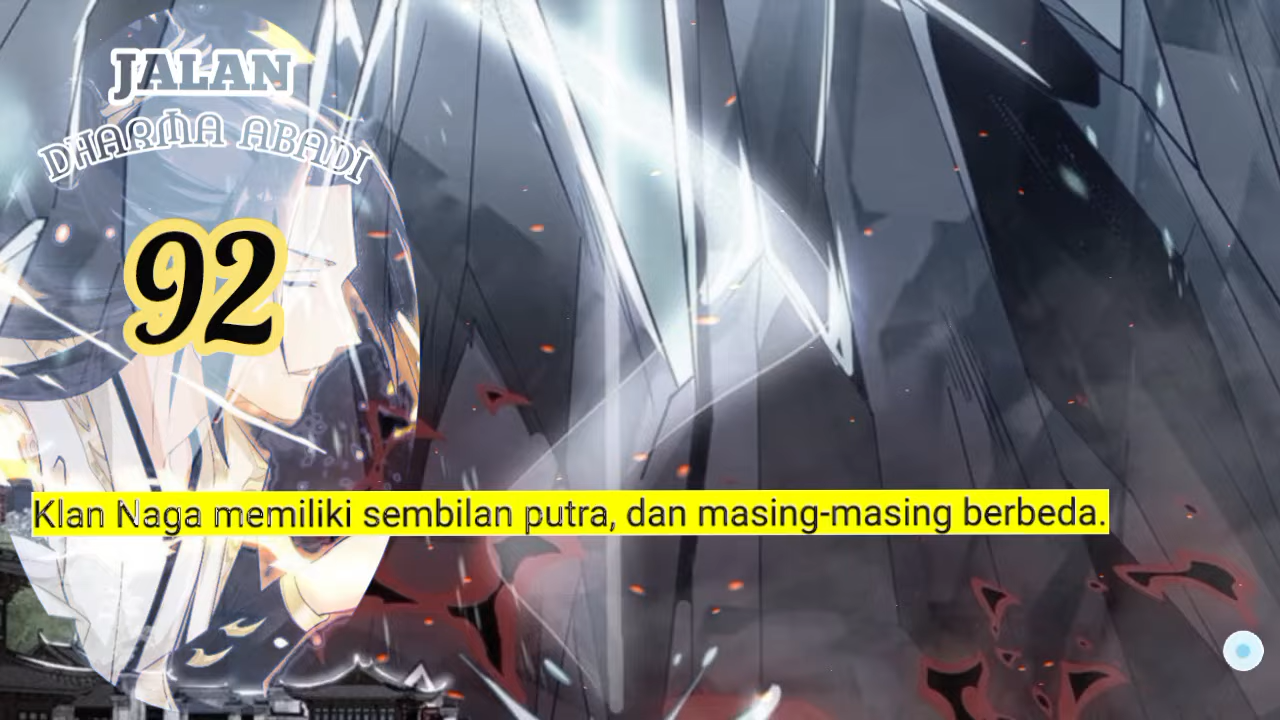 JALAN
DHARMA ABADI
92
Klan Naga memiliki sembilan putra, dan masing-masing berbeda.